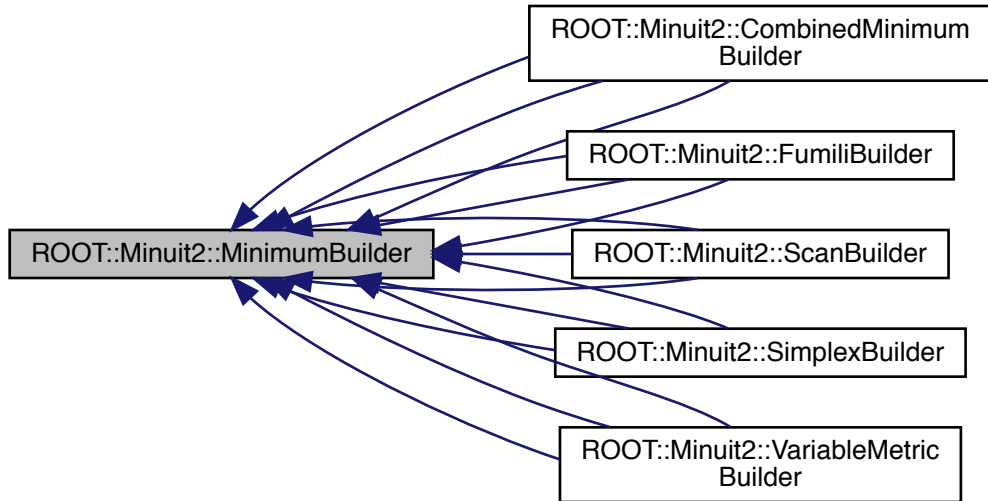 ROOT::Minuit2::CombinedMinimum
Builder
ROOT::Minuit2::FumiliBuilder
ROOT::Minuit2::MinimumBuilder
ROOT::Minuit2::ScanBuilder
ROOT::Minuit2::SimplexBuilder
ROOT::Minuit2::VariableMetric
Builder